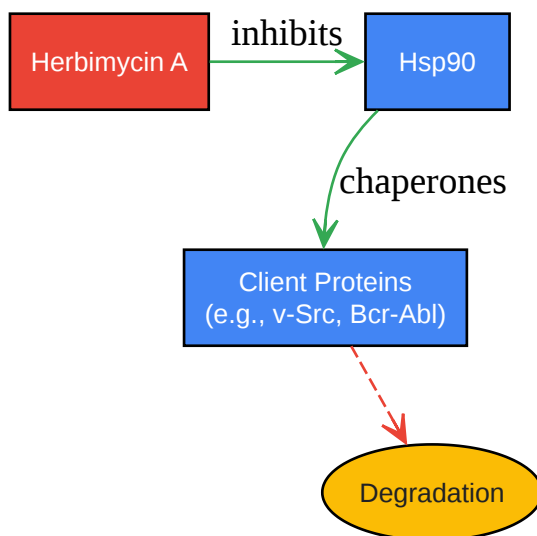 Herbimycin A
inhibits
Hsp90
chaperones
Client Proteins
(e.g., v-Src, Bcr-Abl)
Degradation